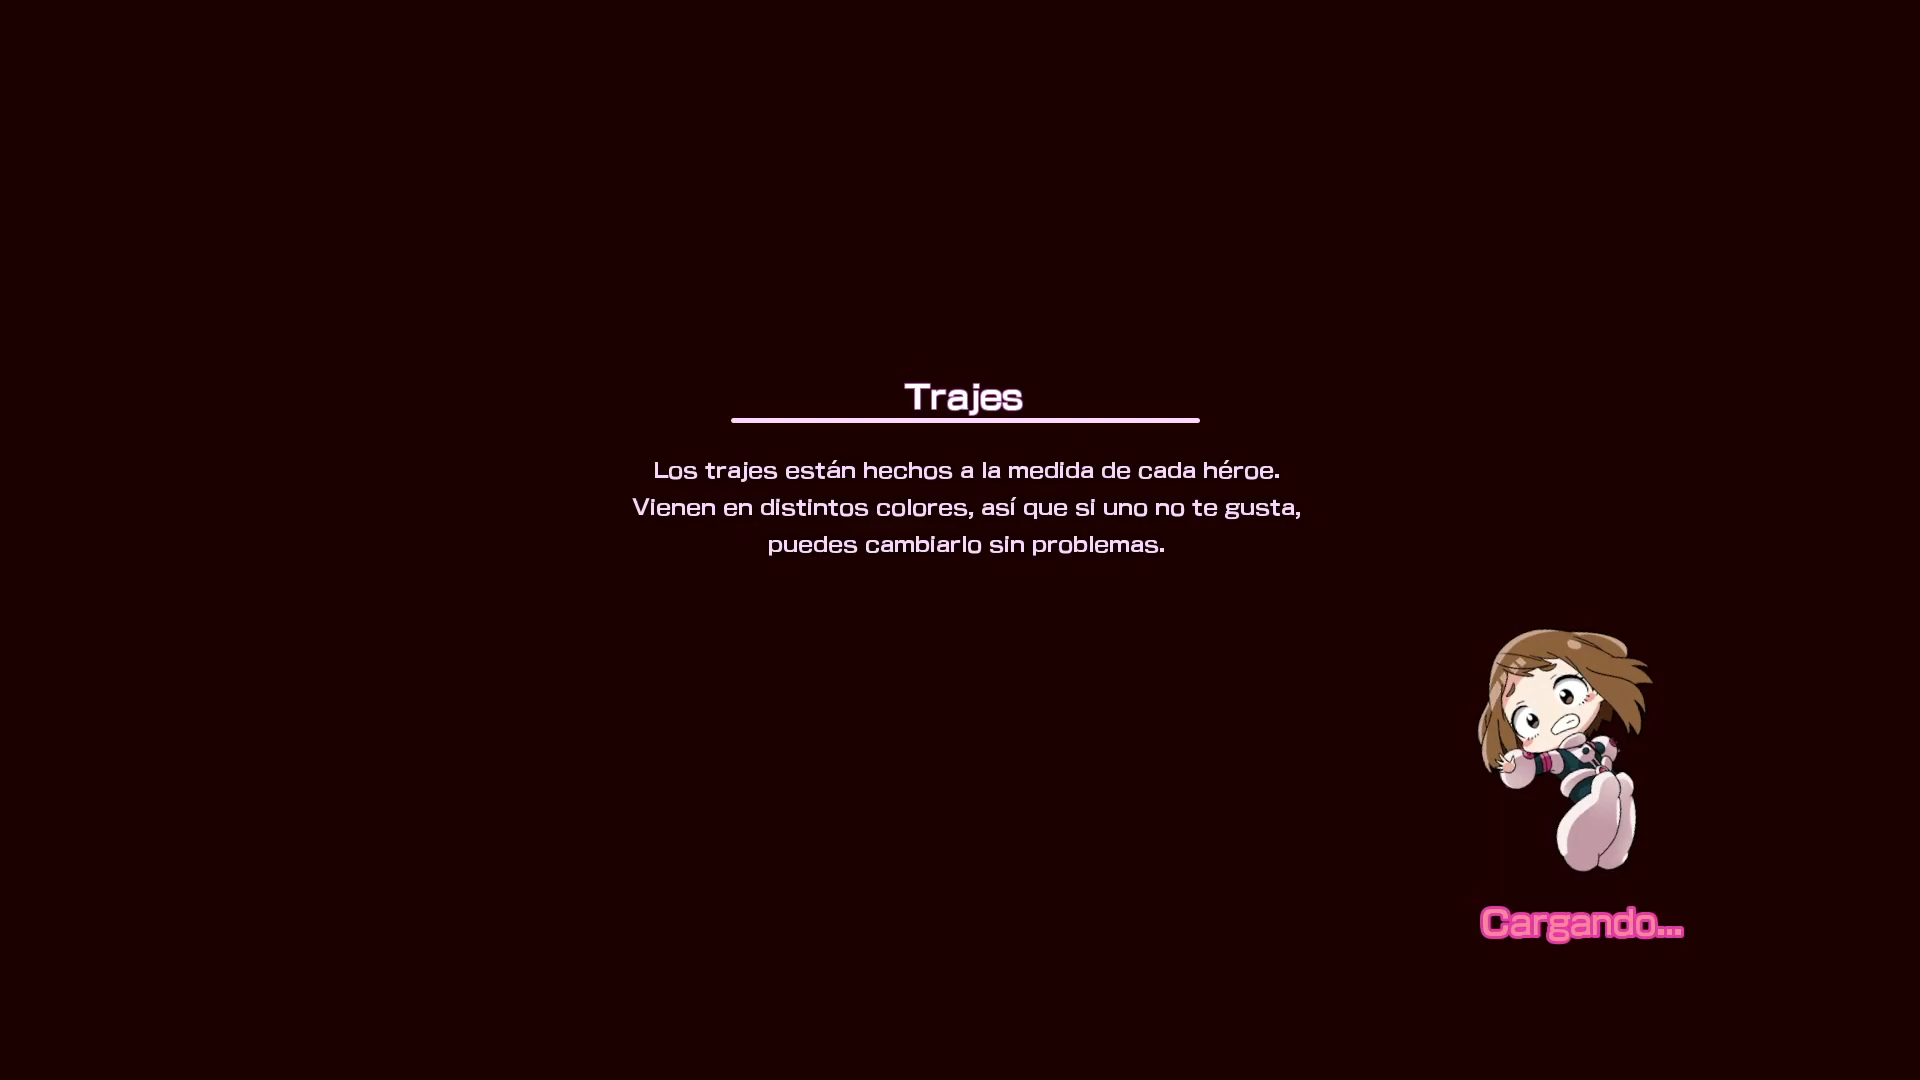 Trajes
Los trajes están hechos a la medida de cada héroe.
Vienen en distintos colores, así que si uno no te gusta,
puedes cambiarlo sin problemas.
Cargando...